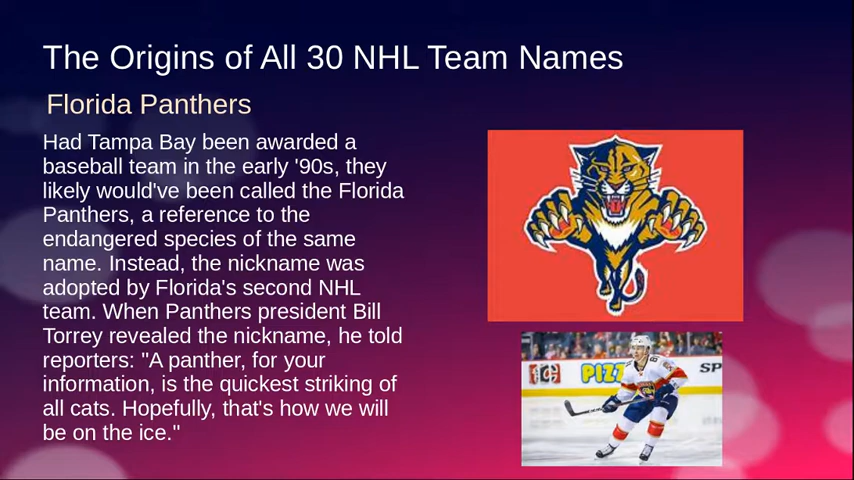 The Origins of All 30 NHL Team Names
Florida Panthers
Had Tampa Bay been awarded a
baseball team in the early '90s, they
likely would've been called the Florida
Panthers, a reference to the
endangered species of the same
name. Instead, the nickname was
adopted by Florida's second NHL
team. When Panthers president Bill
Torrey revealed the nickname, he told
reporters: "A panther, for your
information, is the quickest striking of
all cats. Hopefully, that's how we will
be on the ice."
PIZZ
SP